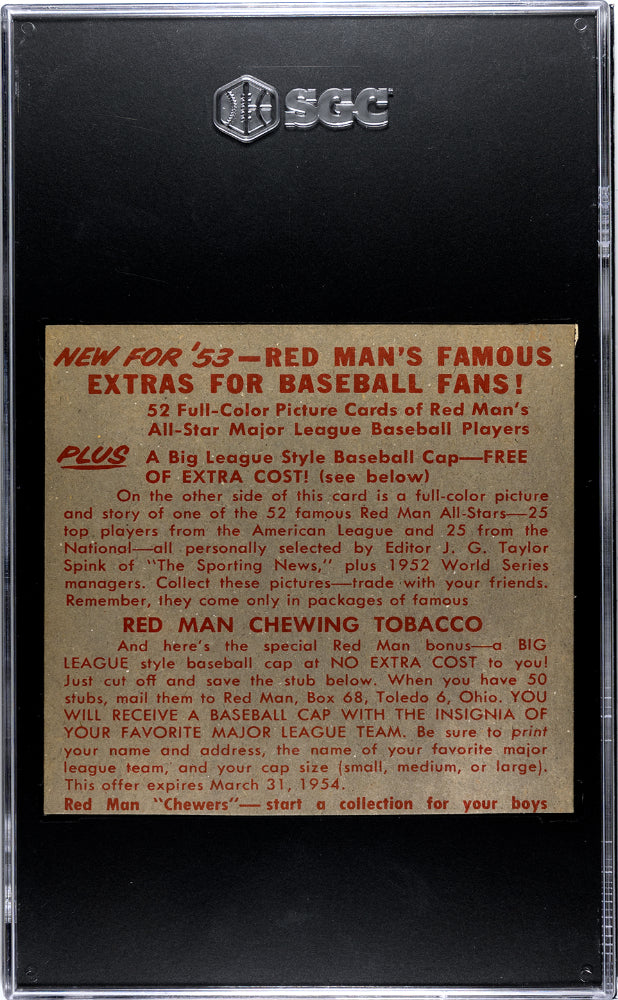 SGC
NEW FOR '53—RED MAN'S FAMOUS
EXTRAS FOR BASEBALL FANS!
52 Full-Color Picture Cards of Red Man's
All-Star Major League Baseball Players
PLUS A Big League Style Baseball Cap—FREE
OF EXTRA COST! (see below)
On the other side of this card is a full-color picture
and story of one of the 52 famous Red Man All-Stars—25
top players from the American League and 25 from the
National—all personally selected by Editor J. G. Taylor
Spink of "The Sporting News," plus 1952 World Series
managers. Collect these pictures—trade with your friends.
Remember, they come only in packages of famous
RED MAN CHEWING TOBACCO
And here's the special Red Man bonus—a BIG
LEAGUE style baseball cap at NO EXTRA COST to you!
Just cut off and save the stub below. When you have 50
stubs, mail them to Red Man, Box 68, Toledo 6, Ohio. YOU
WILL RECEIVE A BASEBALL CAP WITH THE INSIGNIA OF
YOUR FAVORITE MAJOR LEAGUE TEAM. Be sure to print
your name and address, the name of your favorite major
league team, and your cap size (small, medium, or large).
This offer expires March 31, 1954.
Red Man "Chewers"—start a collection for your boys